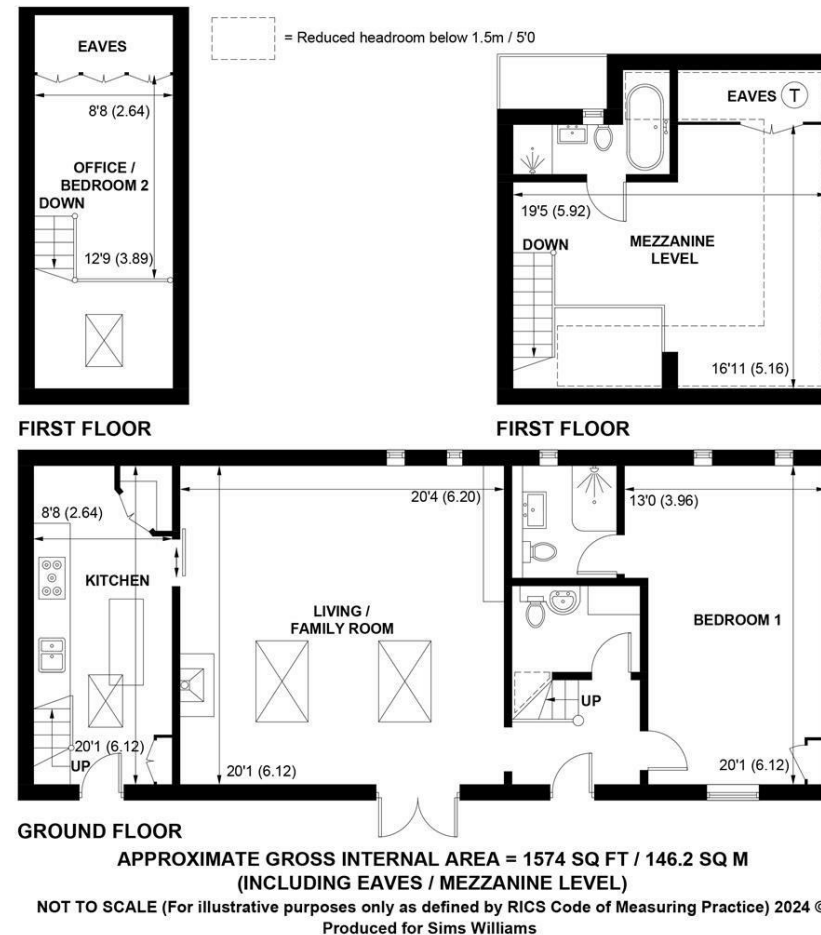 EAVES
= Reduced headroom below 1.5m / 5'0
8'8 (2.64)
OFFICE /
BEDROOM 2
DOWN
12'9 (3.89)
FIRST FLOOR
EAVES T
19'5 (5.92)
DOWN
MEZZANINE
LEVEL
16'11 (5.16)
FIRST FLOOR
8'8 (2.64)
KITCHEN
UP
20'1 (6.12)
20'4 (6.20)
LIVING /
FAMILY ROOM
20'1 (6.12)
UP
13'0 (3.96)
BEDROOM 1
20'1 (6.12)
GROUND FLOOR
APPROXIMATE GROSS INTERNAL AREA = 1574 SQ FT / 146.2 SQ M
(INCLUDING EAVES / MEZZANINE LEVEL)
NOT TO SCALE (For illustrative purposes only as defined by RICS Code of Measuring Practice) 2024 ©
Produced for Sims Williams